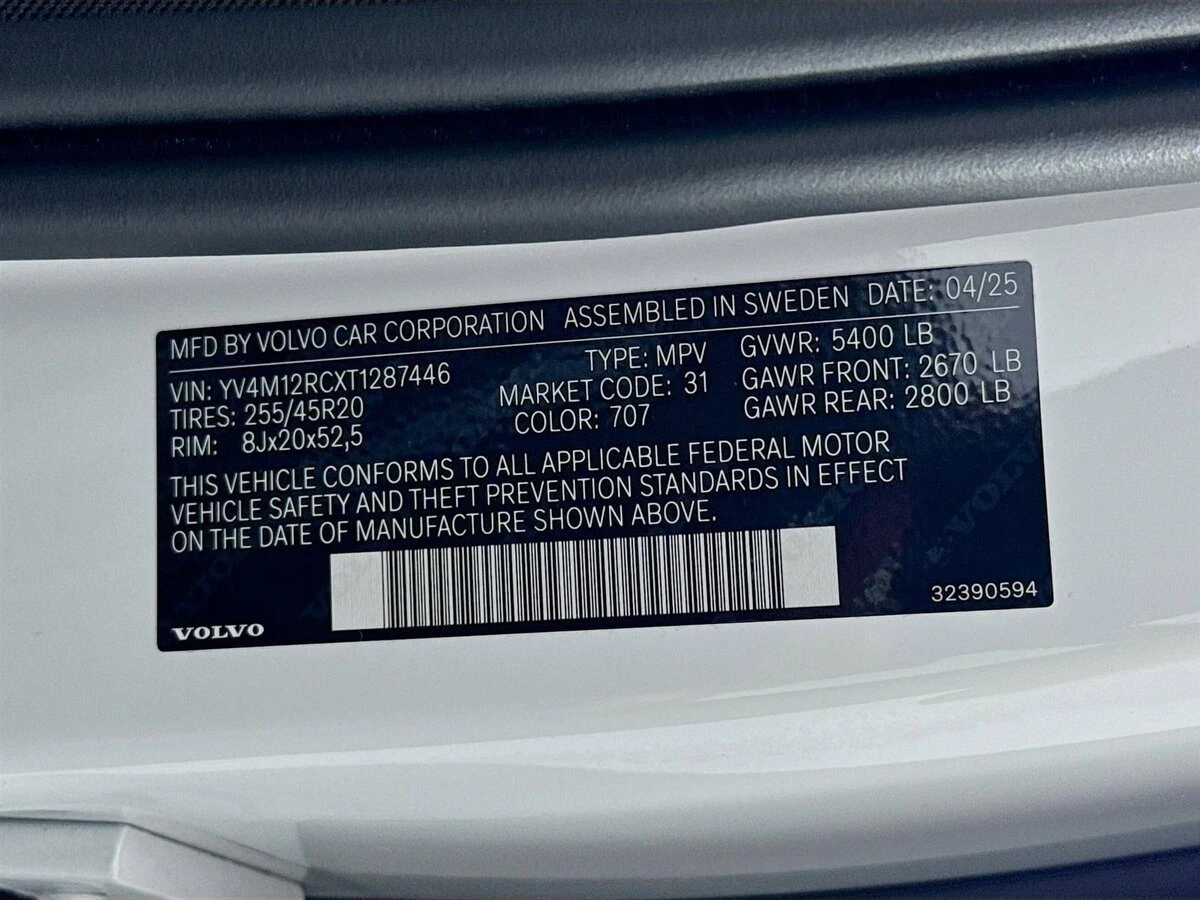 MFD BY VOLVO CAR CORPORATION ASSEMBLED IN SWEDEN DATE: 04/25
VIN: YV4M12RCXT1287446 TYPE: MPV GVWR: 5400 LB
TIRES: 255/45R20 MARKET CODE: 31 GAWR FRONT: 2670 LB
RIM: 8Jx20x52,5 COLOR: 707 GAWR REAR: 2800 LB
THIS VEHICLE CONFORMS TO ALL APPLICABLE FEDERAL MOTOR
VEHICLE SAFETY AND THEFT PREVENTION STANDARDS IN EFFECT
ON THE DATE OF MANUFACTURE SHOWN ABOVE.
VOLVO
32390594